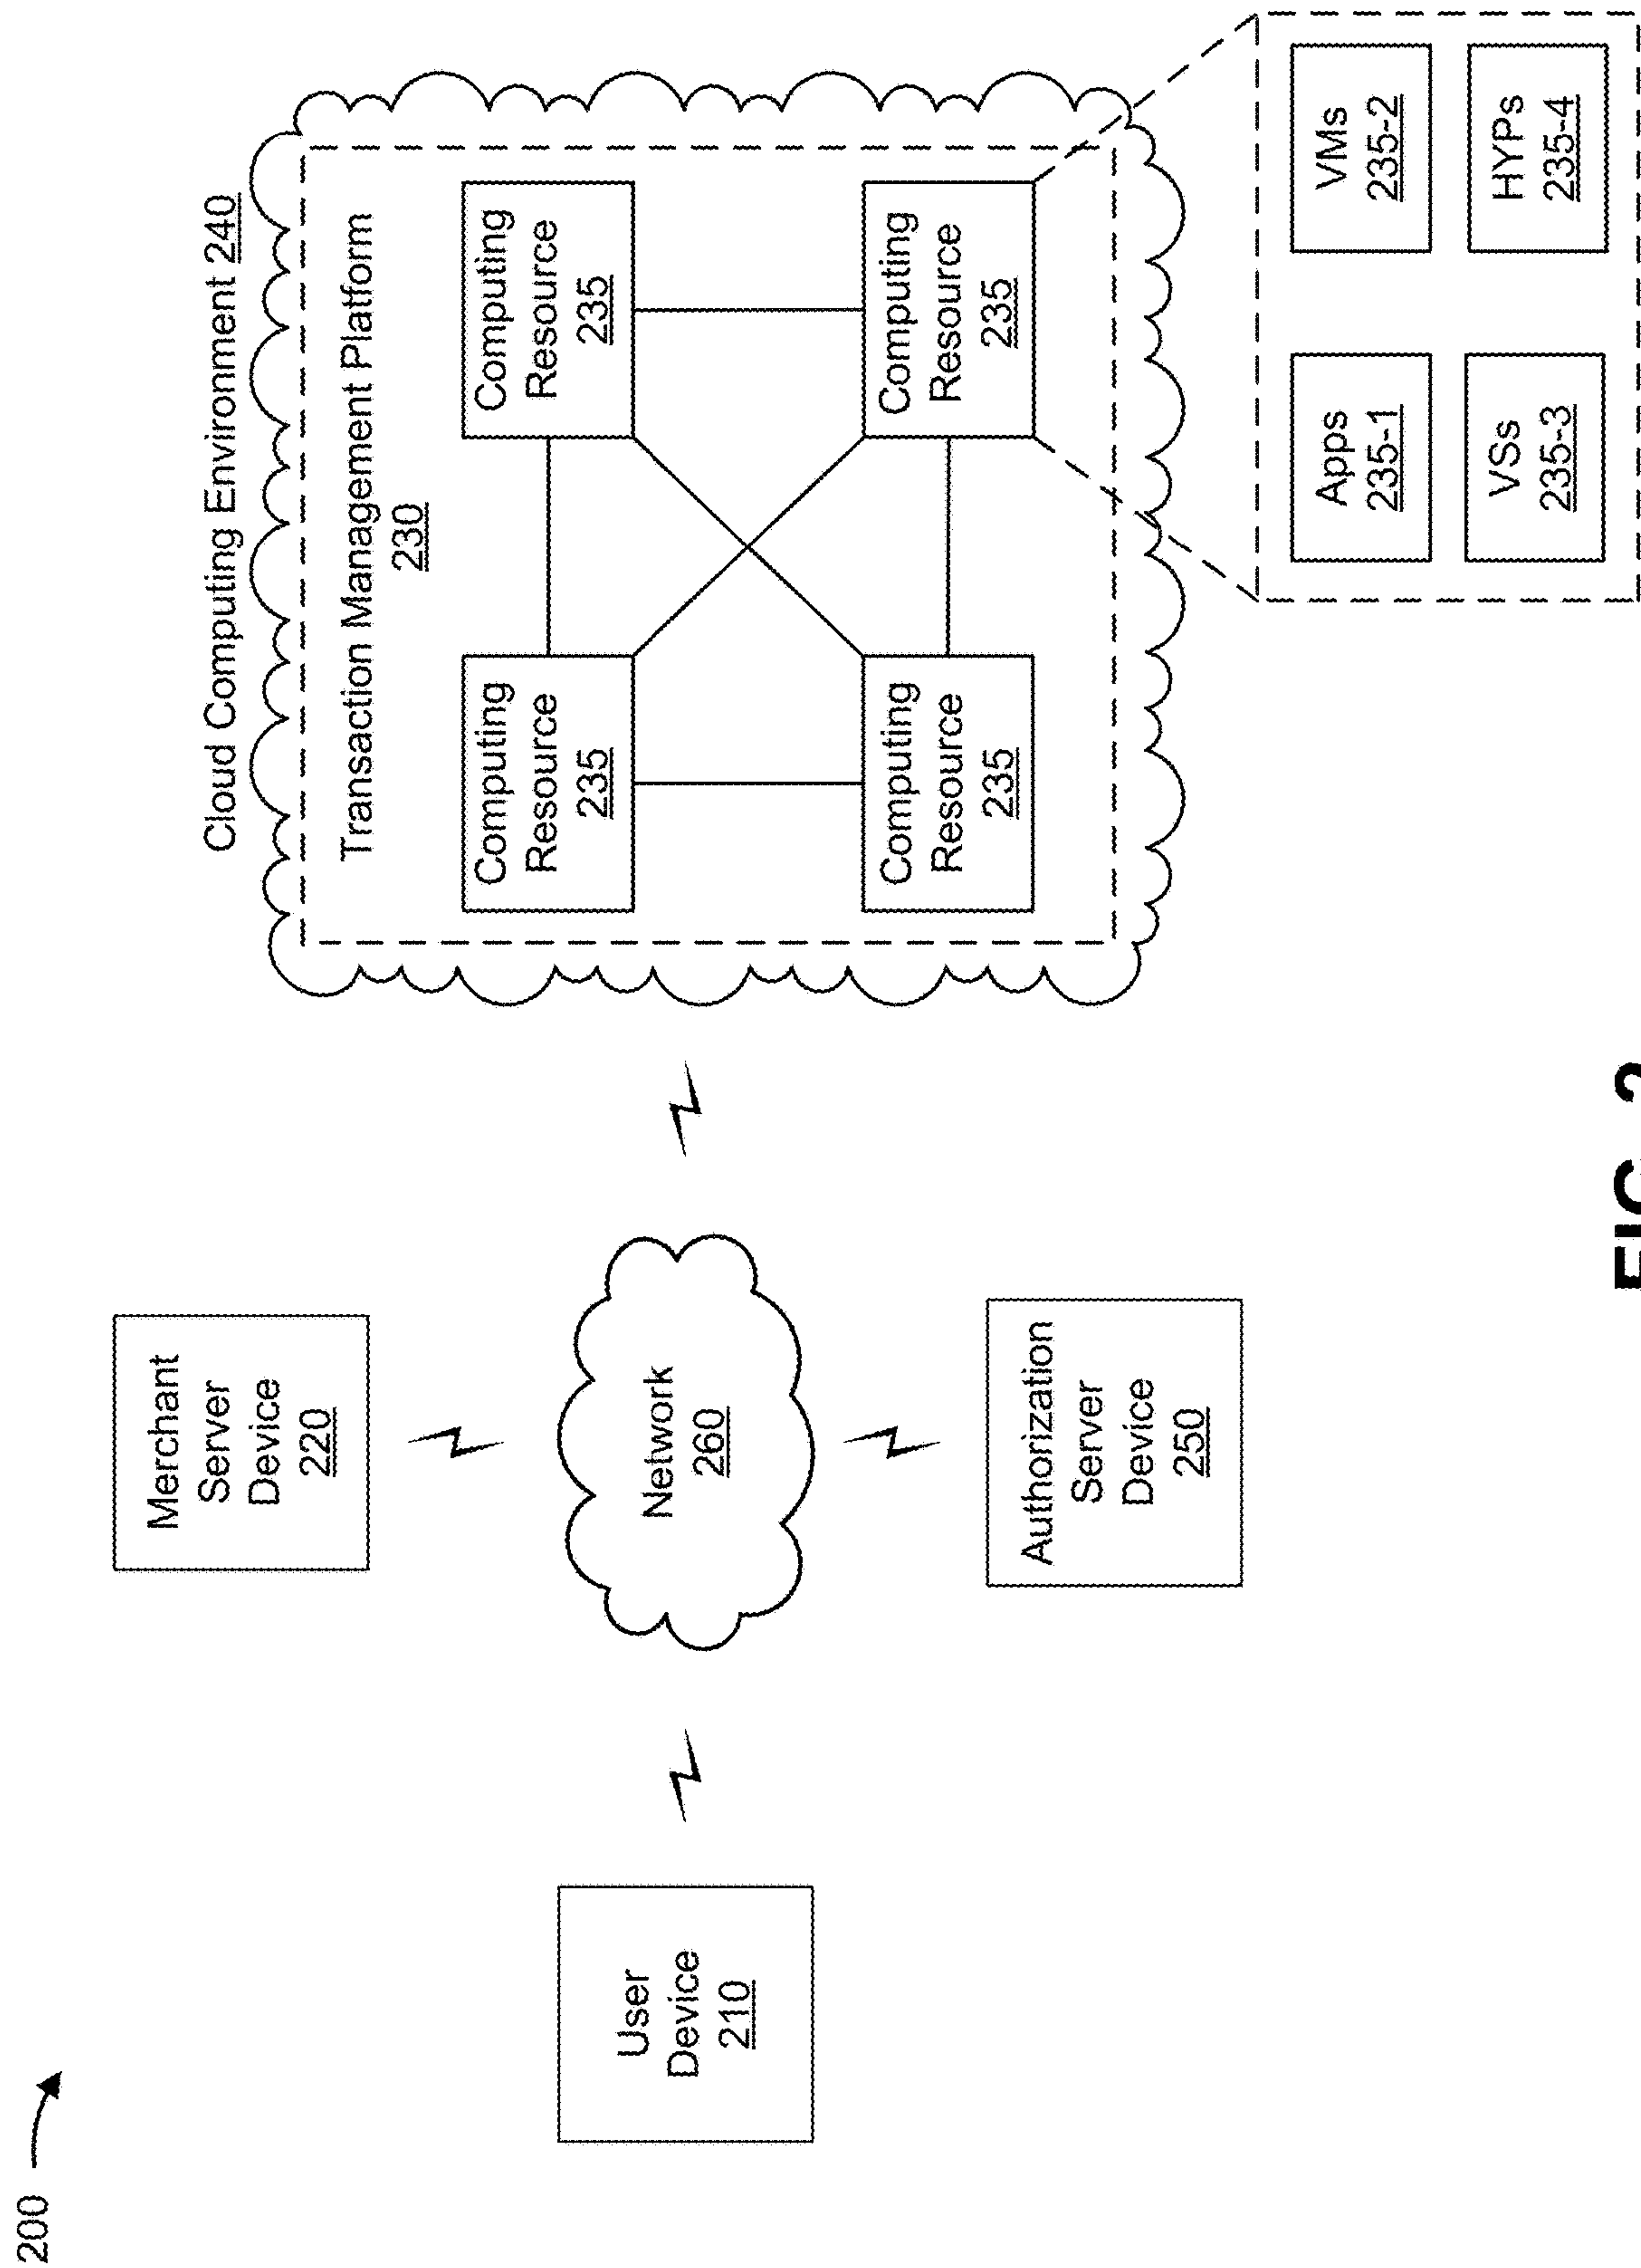 200
Cloud Computing Environment 240
Transaction Management Platform
230
Merchant
Server
Device
220
Computing
Resource
235
Computing
Resource
235
User
Device
210
Network
260
Computing
Resource
235
Computing
Resource
235
Authorization
Server
Device
250
Apps
235-1
VMs
235-2
VSs
235-3
HYPs
235-4
FIG. 2